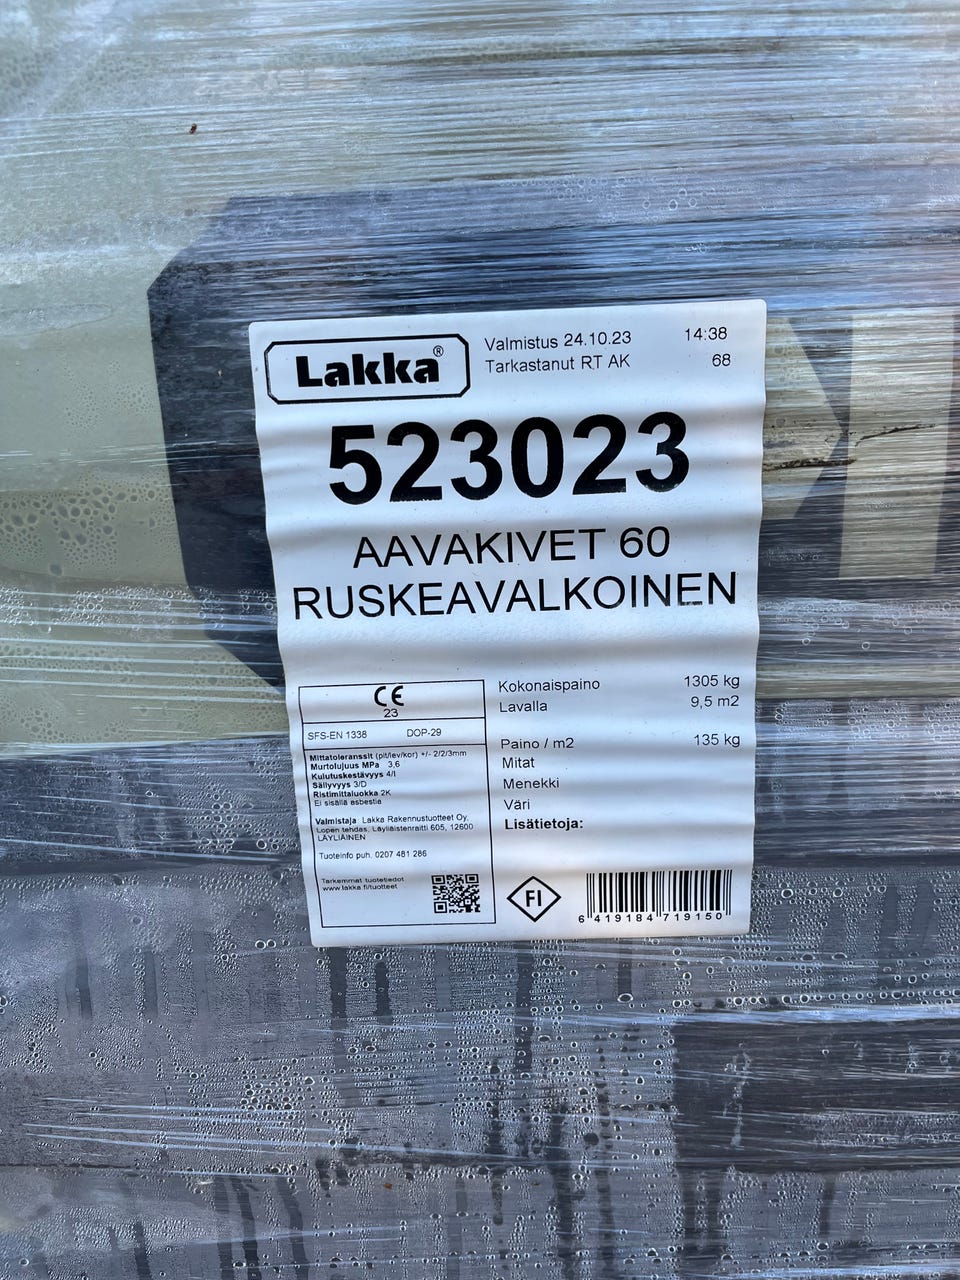 Lakka®
Valmistus 24.10.23 14:38
Tarkastanut RT AK 68
523023
AAVAKIVET 60
RUSKEAVALKOINEN
CE
23
SFS-EN 1338 DOP-29
Mittatoleranssit (pit/lev/kor) +/- 2/2/3mm
Murtolujuus MPa 3,6
Kulutuskestävyys 4/I
Säilyvyys 3/D
Ristimittaluokka 2K
Ei sisällä asbestia
Valmistaja Lakka Rakennustuotteet Oy,
Lopen tehdas, Läyliäistenraitti 605, 12600
LÄYLIÄINEN
Tuoteinfo puh. 0207 481 286
Tarkemmat tuotetiedot
www.lakka.fi/tuotteet
Kokonaispaino 1305 kg
Lavalla 9,5 m2
Paino / m2 135 kg
Mitat
Menekki
Väri
Lisätietoja:
FI
6 419184 719150